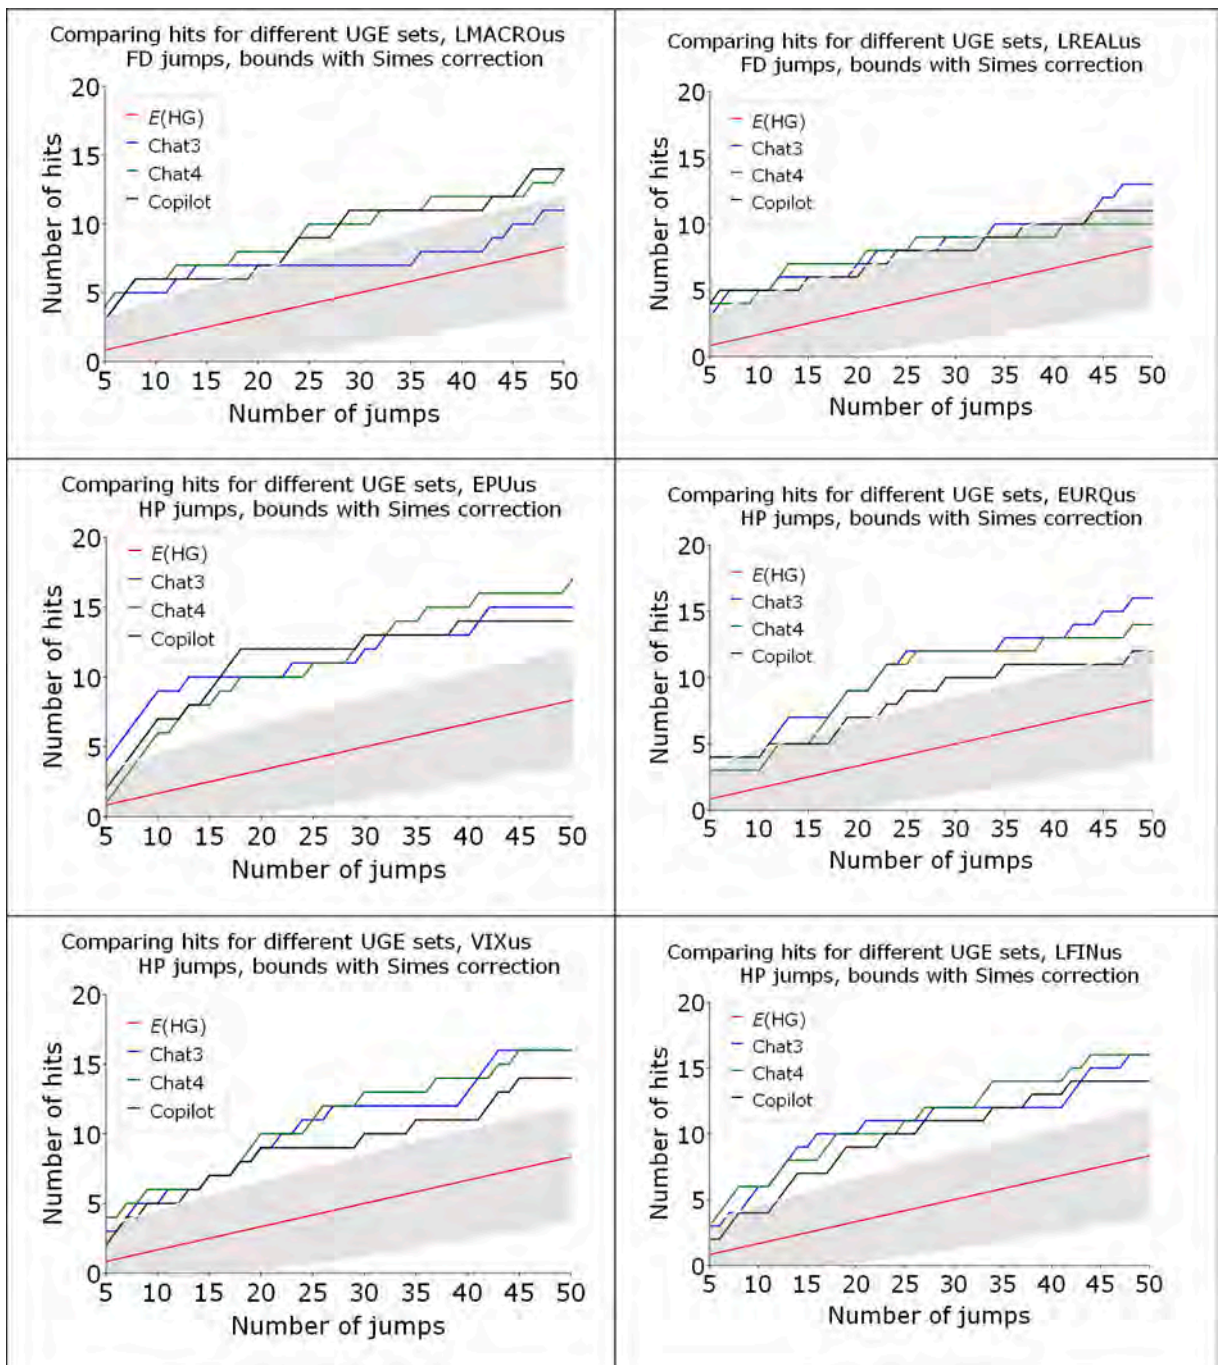 Comparing hits for different UGE sets, LMACROus
FD jumps, bounds with Simes correction
20
15
10
5
0
Number of hits
E(HG)
Chat3
Chat4
Copilot
5 10 15 20 25 30 35 40 45 50
Number of jumps
Comparing hits for different UGE sets, LREALus
FD jumps, bounds with Simes correction
20
15
10
5
0
Number of hits
E(HG)
Chat3
Chat4
Copilot
5 10 15 20 25 30 35 40 45 50
Number of jumps
Comparing hits for different UGE sets, EPUus
HP jumps, bounds with Simes correction
20
15
10
5
0
Number of hits
E(HG)
Chat3
Chat4
Copilot
5 10 15 20 25 30 35 40 45 50
Number of jumps
Comparing hits for different UGE sets, EURQus
HP jumps, bounds with Simes correction
20
15
10
5
0
Number of hits
E(HG)
Chat3
Chat4
Copilot
5 10 15 20 25 30 35 40 45 50
Number of jumps
Comparing hits for different UGE sets, VIXus
HP jumps, bounds with Simes correction
20
15
10
5
0
Number of hits
E(HG)
Chat3
Chat4
Copilot
5 10 15 20 25 30 35 40 45 50
Number of jumps
Comparing hits for different UGE sets, LFINus
HP jumps, bounds with Simes correction
20
15
10
5
0
Number of hits
E(HG)
Chat3
Chat4
Copilot
5 10 15 20 25 30 35 40 45 50
Number of jumps